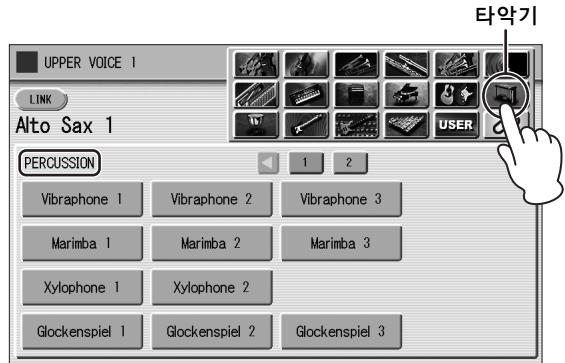 타악기
UPPER VOICE 1
LINK
Alto Sax 1
USER
PERCUSSION
1 2
Vibraphone 1 Vibraphone 2 Vibraphone 3
Marimba 1 Marimba 2 Marimba 3
Xylophone 1 Xylophone 2
Glockenspiel 1 Glockenspiel 2 Glockenspiel 3